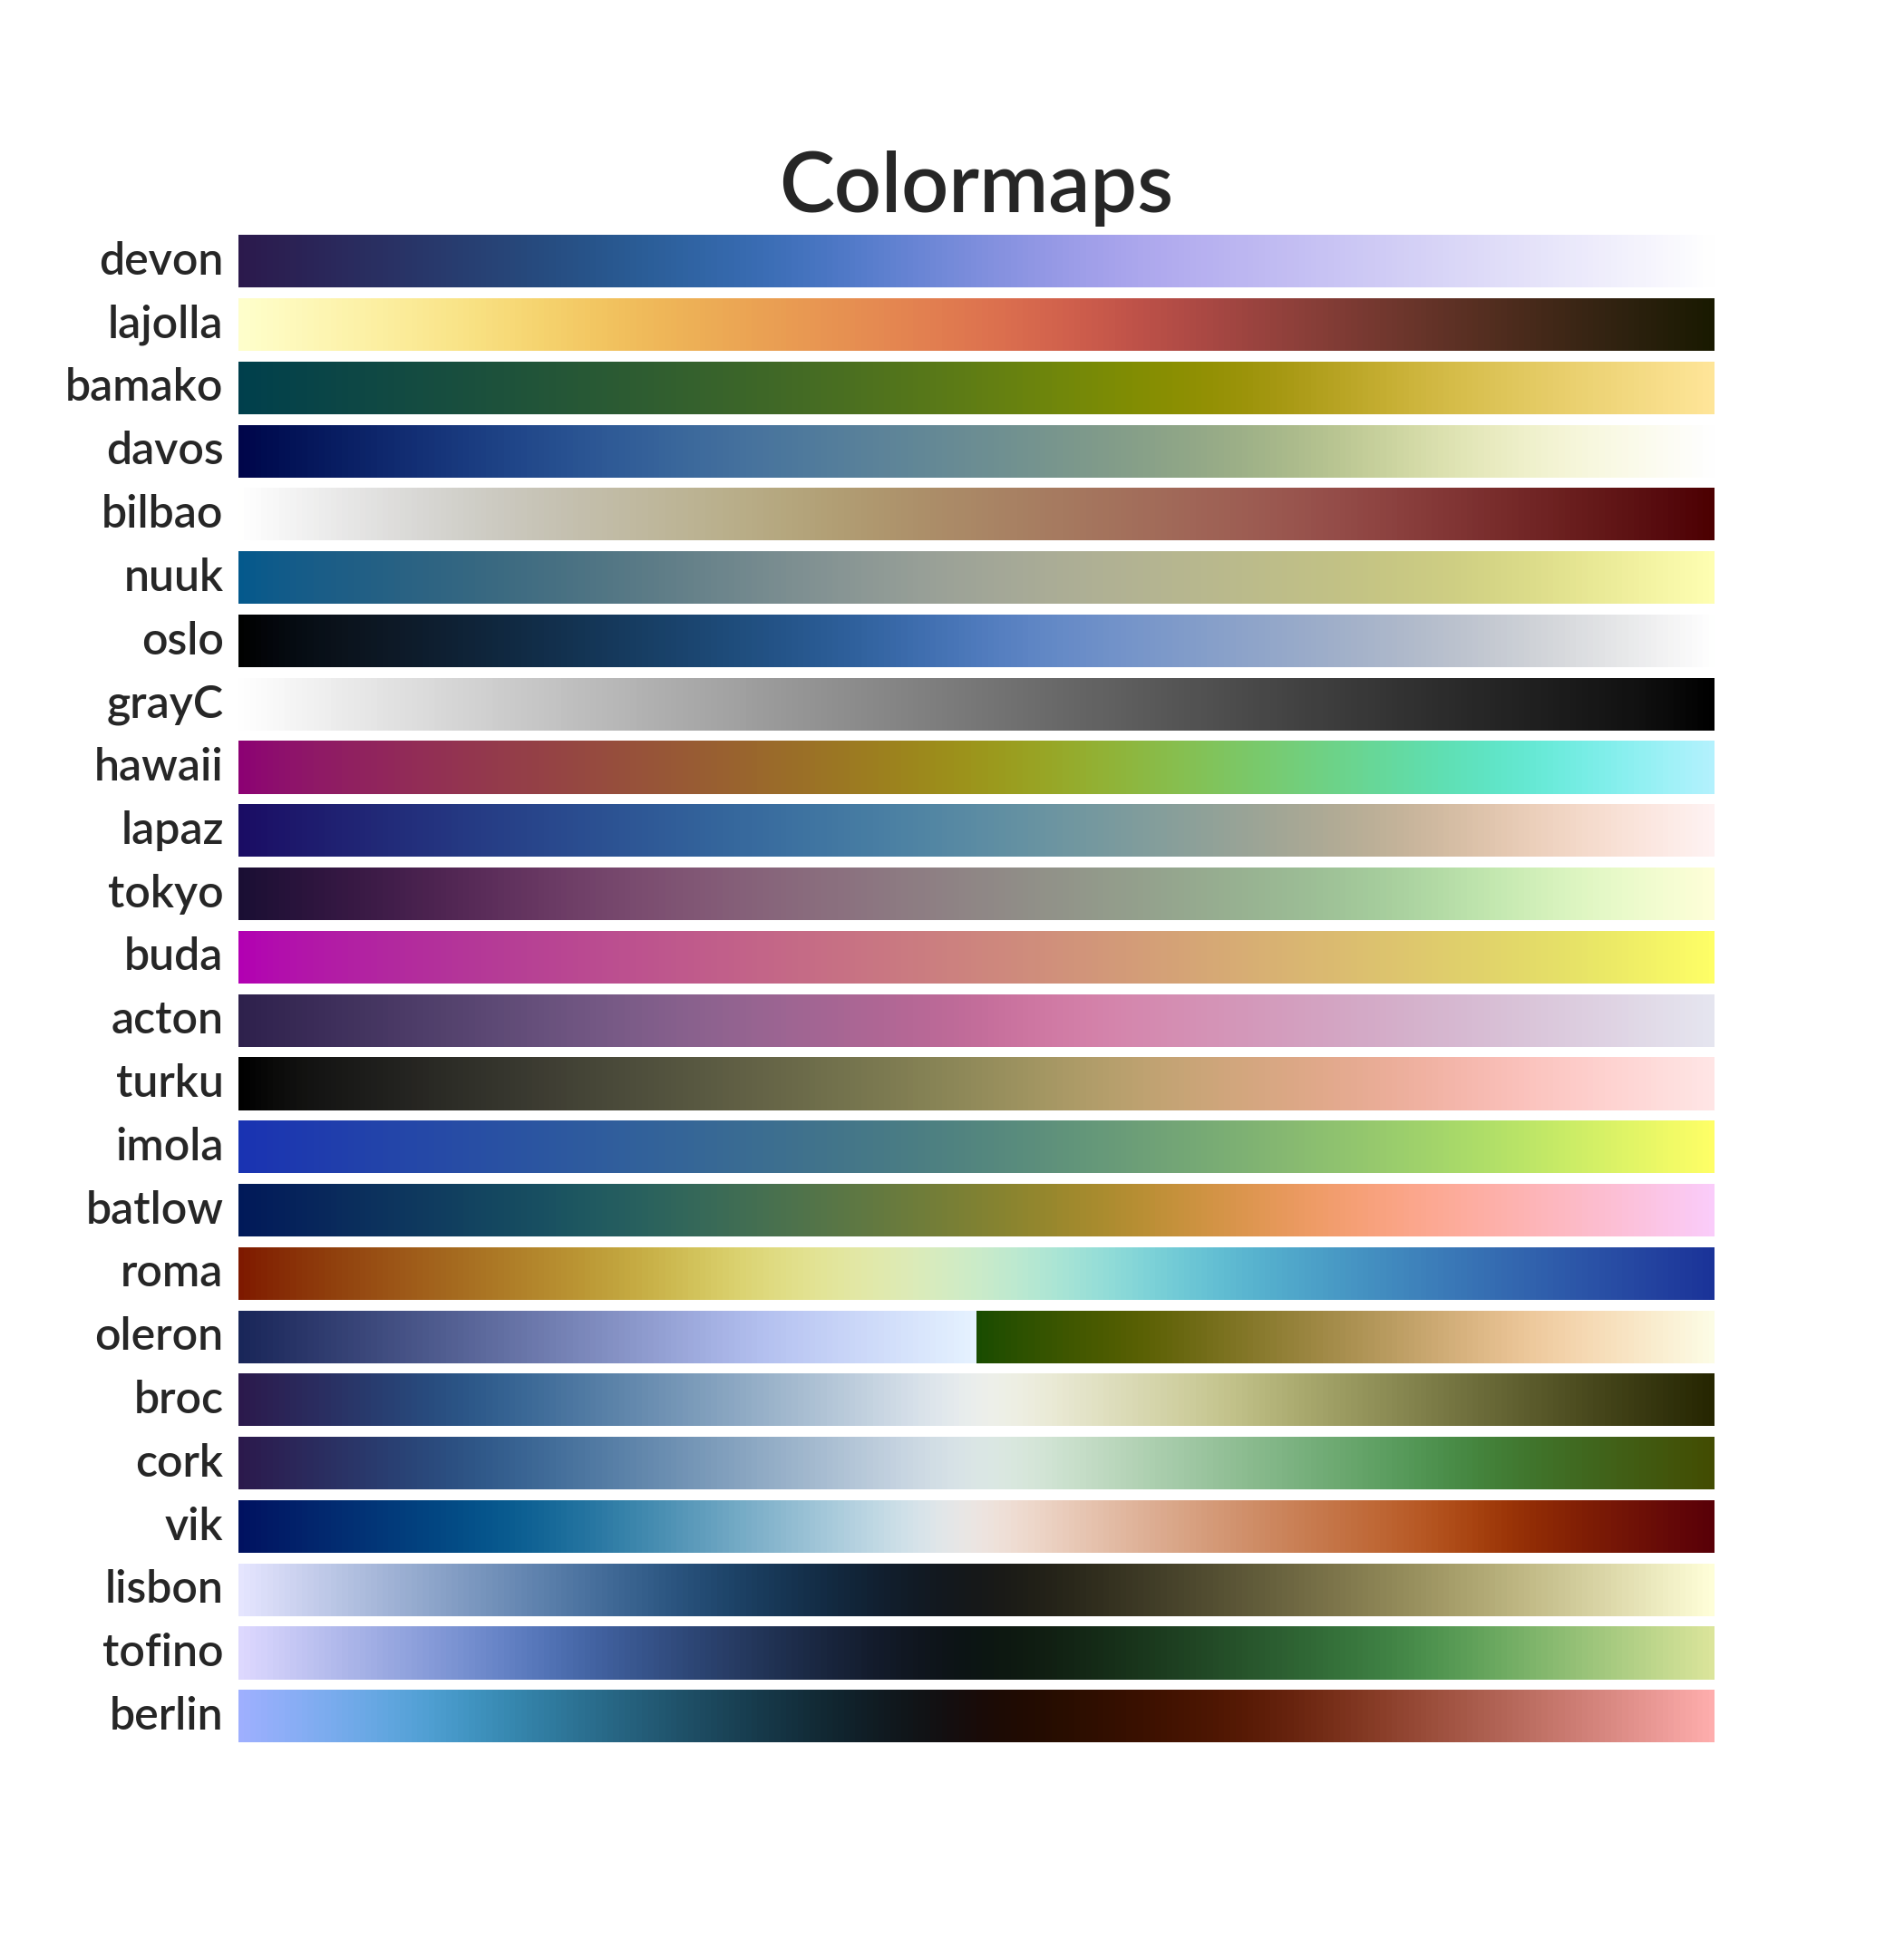 Colormaps
devon
lajolla
bamako
davos
bilbao
nuuk
oslo
grayC
hawaii
lapaz
tokyo
buda
acton
turku
imola
batlow
roma
oleron
broc
cork
vik
lisbon
tofino
berlin